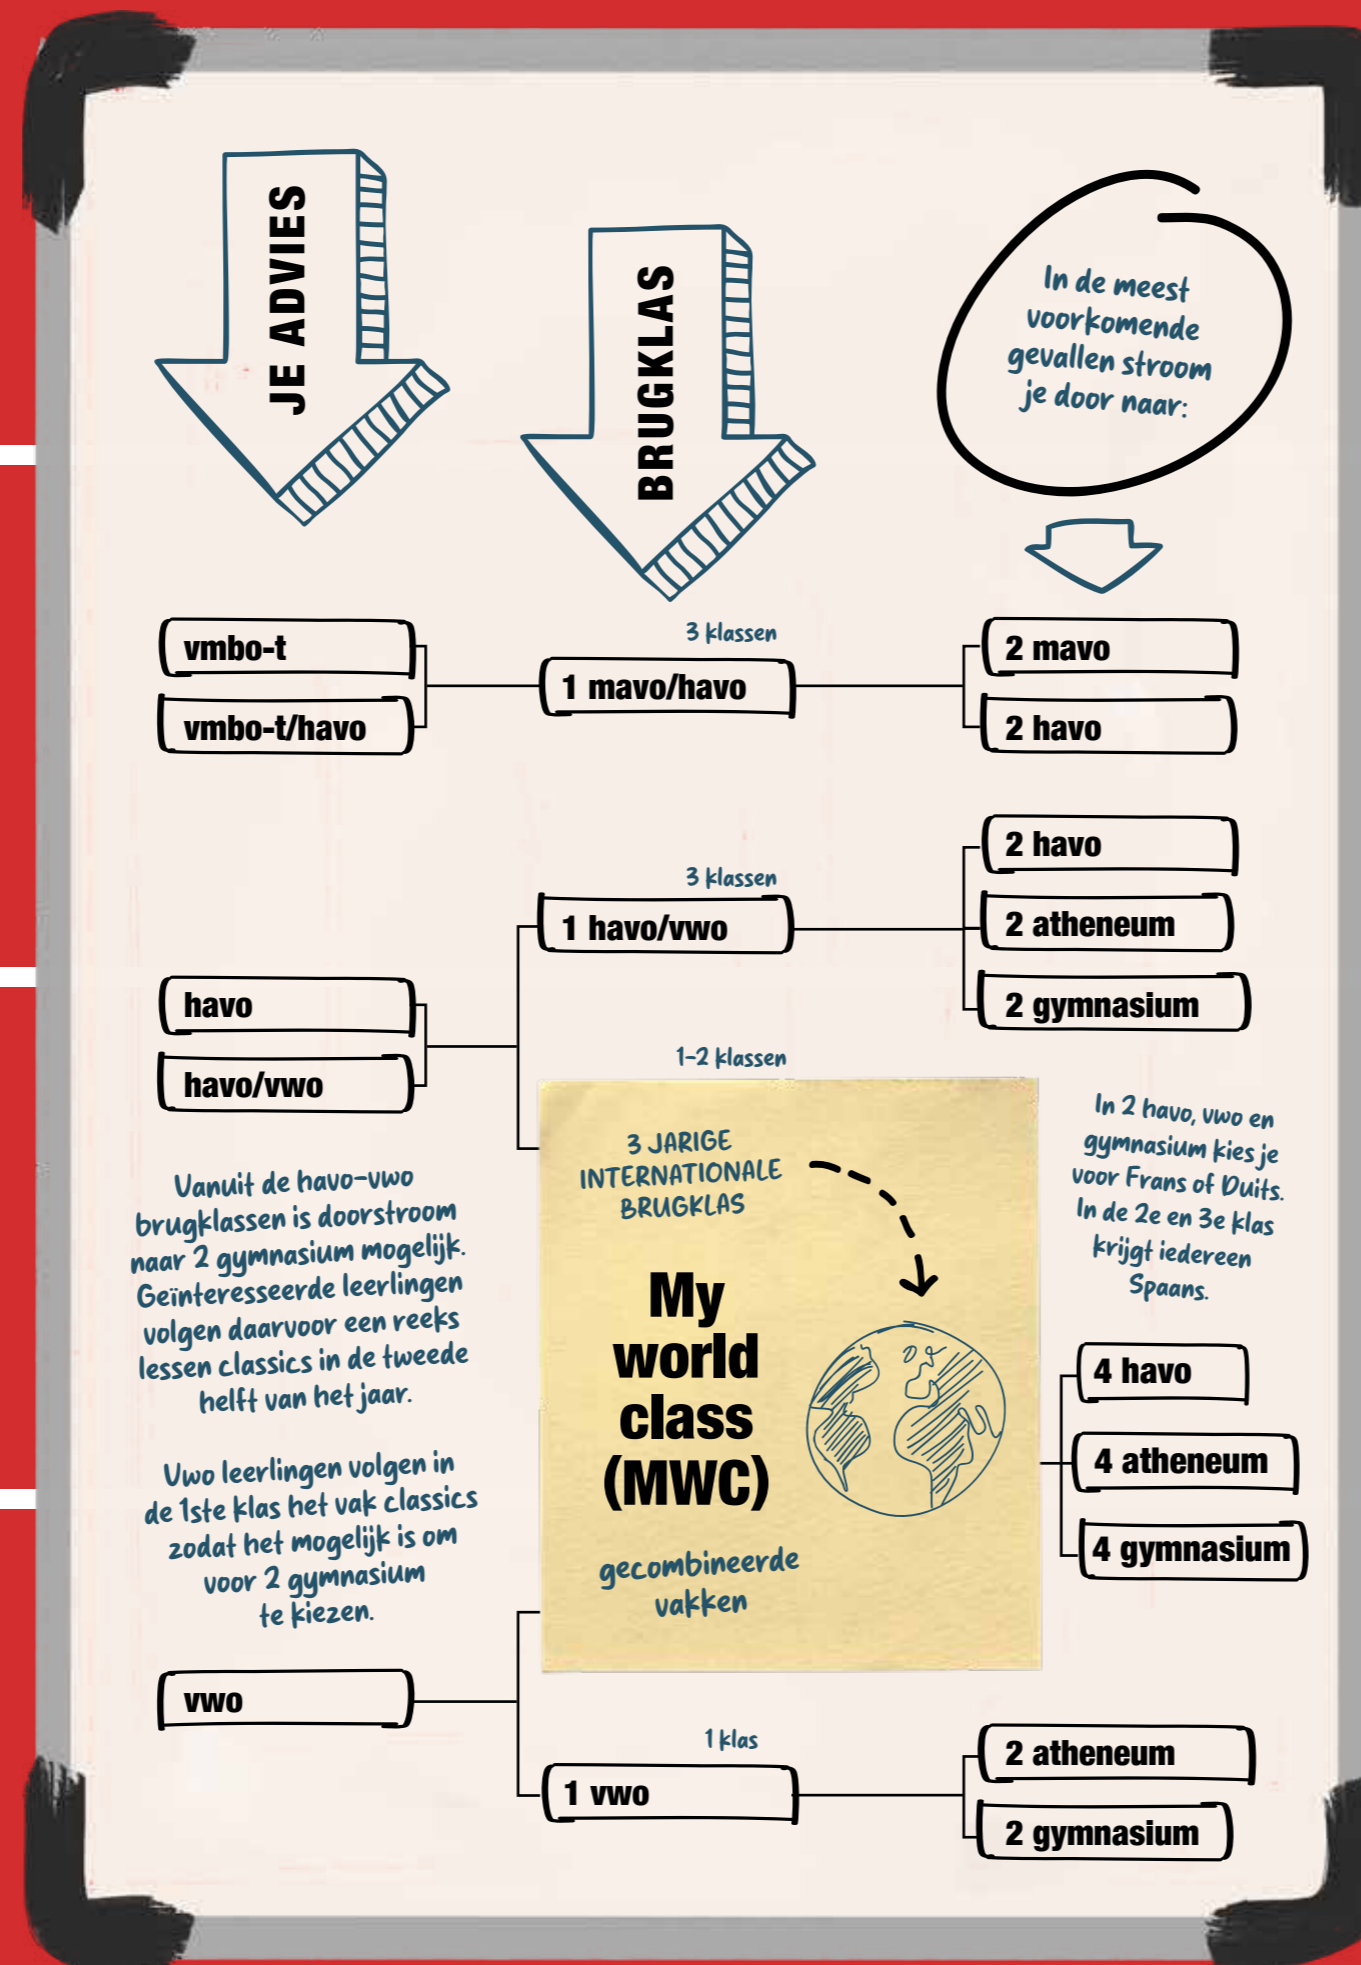 JE ADVIES
BRUGKLAS
In de meest
voorkomende
gevallen stroom
je door naar:
vmbo-t
vmbo-t/havo
3 klassen
1 mavo/havo
2 mavo
2 havo
havo
havo/vwo
3 klassen
1 havo/vwo
2 havo
2 atheneum
2 gymnasium
Vanuit de havo-vwo
brugklassen is doorstroom
naar 2 gymnasium mogelijk.
Geïnteresseerde leerlingen
volgen daarvoor een reeks
lessen classics in de tweede
helft van het jaar.
Vwo leerlingen volgen in
de 1ste klas het vak classics
zodat het mogelijk is om
voor 2 gymnasium
te kiezen.
1-2 klassen
3 JARIGE
INTERNATIONALE
BRUGKLAS
My
world
class
(MWC)
gecombineerde
vakken
In 2 havo, vwo en
gymnasium kies je
voor Frans of Duits.
In de 2e en 3e klas
krijgt iedereen
Spaans.
4 havo
4 atheneum
4 gymnasium
vwo
1 klas
1 vwo
2 atheneum
2 gymnasium